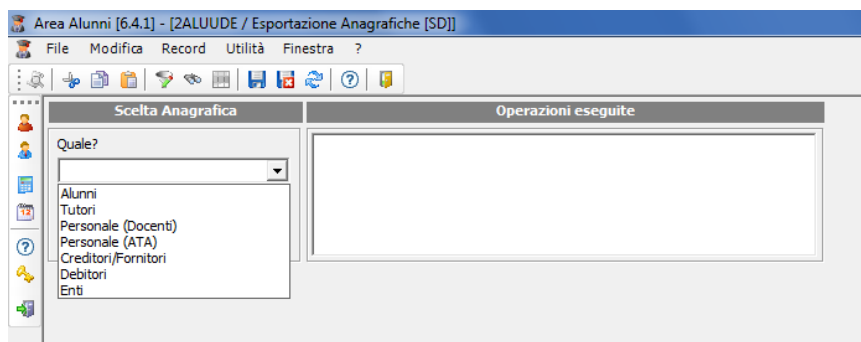 Area Alunni [6.4.1] - [2ALUUDE / Esportazione Anagrafiche [SD]]
File Modifica Record Utilità Finestra ?
Scelta Anagrafica Operazioni eseguite
Quale?
Alunni
Tutori
Personale (Docenti)
Personale (ATA)
Creditori/Fornitori
Debitori
Enti
12